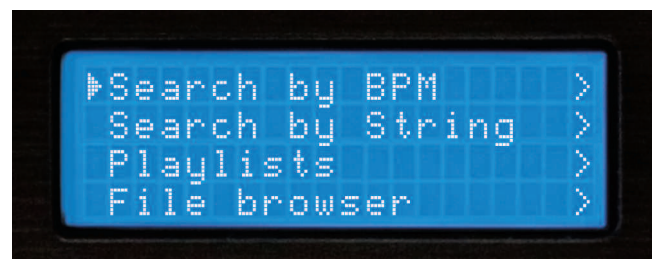 ▶Search by BPM >
Search by String >
Playlists >
File browser >